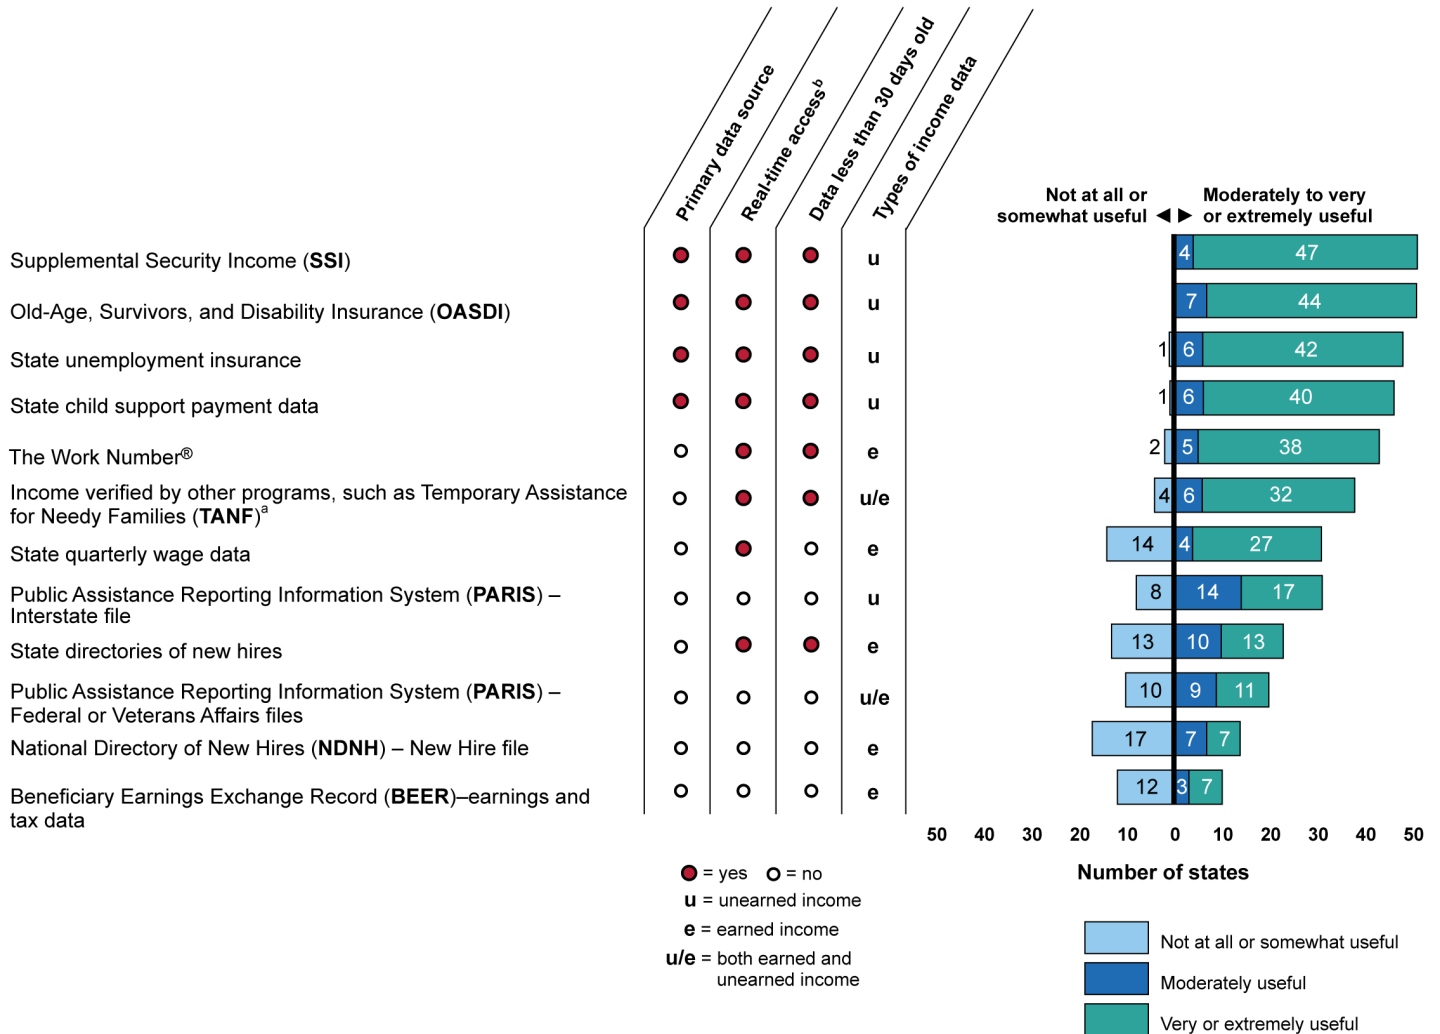 Primary data source
Real-time accessᵇ
Data less than 30 days old
Types of income data
Not at all or
somewhat useful
Moderately to very
or extremely useful
Supplemental Security Income (SSI)
u
4 47
Old-Age, Survivors, and Disability Insurance (OASDI)
u
7 44
State unemployment insurance
u
1 6 42
State child support payment data
u
1 6 40
The Work Number®
e
2 5 38
Income verified by other programs, such as Temporary Assistance
for Needy Families (TANF)ᵃ
u/e
4 6 32
State quarterly wage data
e
14 4 27
Public Assistance Reporting Information System (PARIS) –
Interstate file
u
8 14 17
State directories of new hires
e
13 10 13
Public Assistance Reporting Information System (PARIS) –
Federal or Veterans Affairs files
u/e
10 9 11
National Directory of New Hires (NDNH) – New Hire file
e
17 7 7
Beneficiary Earnings Exchange Record (BEER)–earnings and
tax data
e
12 3 7
50 40 30 20 10 0 10 20 30 40 50
Number of states
= yes = no
u = unearned income
e = earned income
u/e = both earned and
unearned income
Not at all or somewhat useful
Moderately useful
Very or extremely useful